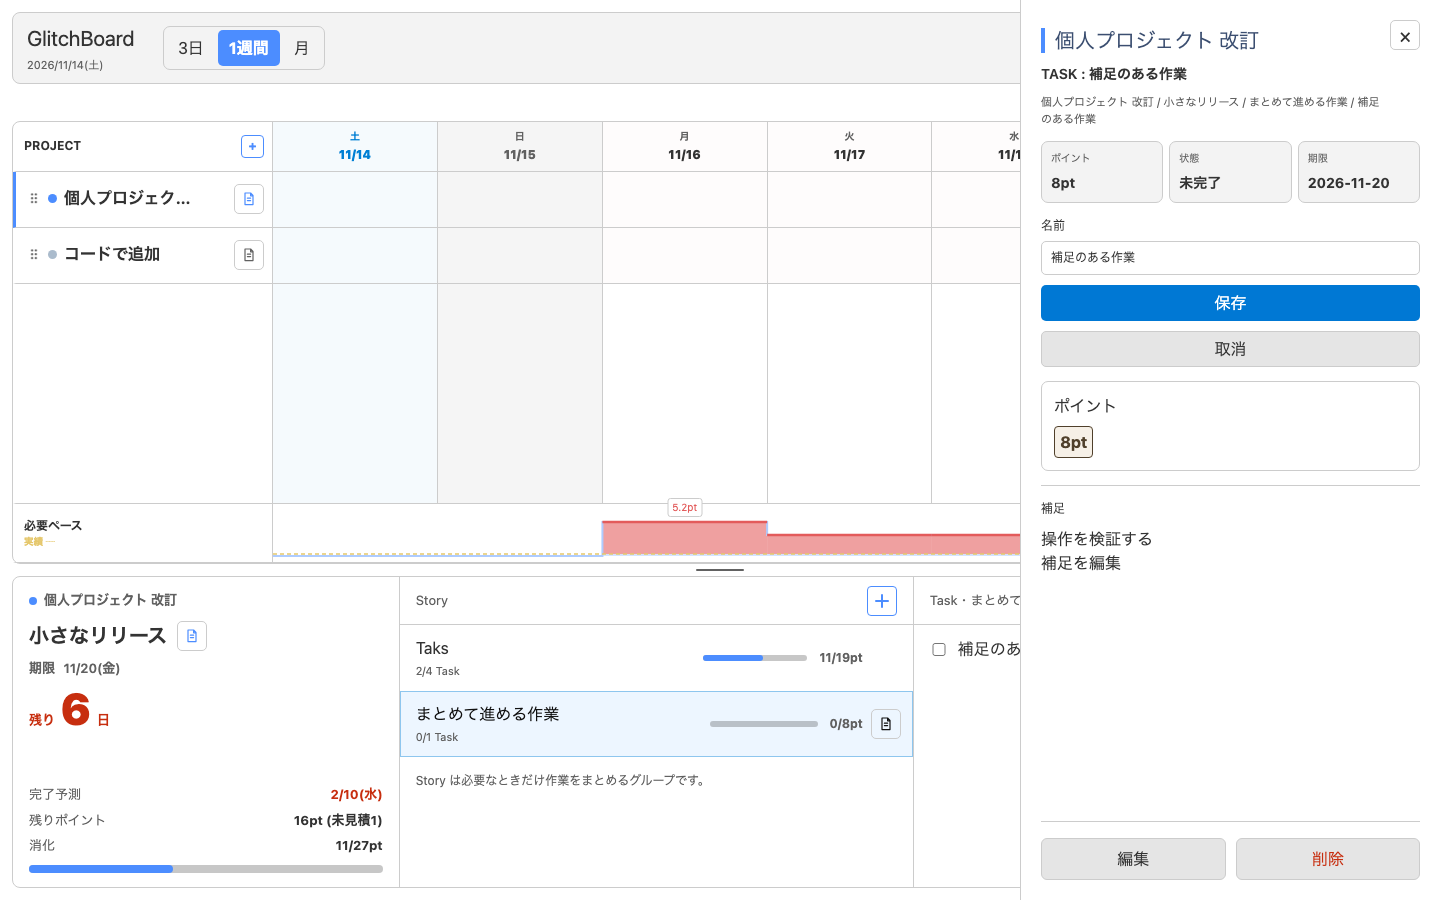 GlitchBoard
2026/11/14(土)
3日 1週間 月
PROJECT
+
土
11/14
日
11/15
月
11/16
火
11/17
水
個人プロジェク...
コードで追加
必要ペース
実績
5.2pt
個人プロジェクト 改訂
小さなリリース
期限 11/20(金)
残り 6 日
完了予測 2/10(水)
残りポイント 16pt (未見積1)
消化 11/27pt
Story
+
Taks
2/4 Task
11/19pt
まとめて進める作業
0/1 Task
0/8pt
Story は必要なときだけ作業をまとめるグループです。
Task・まとめて
補足のあ
個人プロジェクト 改訂
×
TASK : 補足のある作業
個人プロジェクト 改訂 / 小さなリリース / まとめて進める作業 / 補足
のある作業
ポイント
8pt
状態
未完了
期限
2026-11-20
名前
補足のある作業
保存
取消
ポイント
8pt
補足
操作を検証する
補足を編集
編集
削除